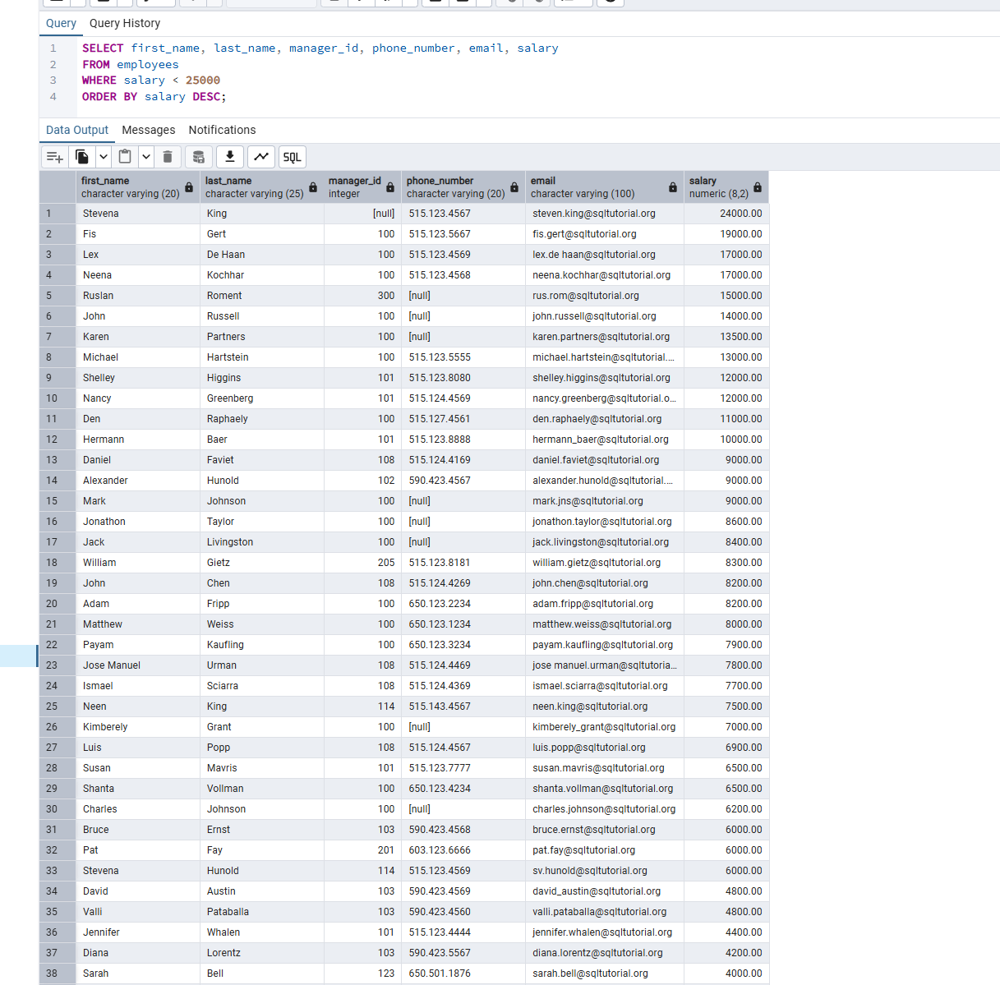 Query Query History
1 SELECT first_name, last_name, manager_id, phone_number, email, salary
2 FROM employees
3 WHERE salary < 25000
4 ORDER BY salary DESC;
Data Output Messages Notifications
SQL
first_name last_name manager_id phone_number email salary
character varying (20) character varying (25) integer character varying (20) character varying (100) numeric (8,2)
1 Stevena King [null] 515.123.4567 steven.king@sqltutorial.org 24000.00
2 Fis Gert 100 515.123.5667 fis.gert@sqltutorial.org 19000.00
3 Lex De Haan 100 515.123.4569 lex.de haan@sqltutorial.org 17000.00
4 Neena Kochhar 100 515.123.4568 neena.kochhar@sqltutorial.org 17000.00
5 Ruslan Roment 300 [null] rus.rom@sqltutorial.org 15000.00
6 John Russell 100 [null] john.russell@sqltutorial.org 14000.00
7 Karen Partners 100 [null] karen.partners@sqltutorial.org 13500.00
8 Michael Hartstein 100 515.123.5555 michael.hartstein@sqltutorial.... 13000.00
9 Shelley Higgins 101 515.123.8080 shelley.higgins@sqltutorial.org 12000.00
10 Nancy Greenberg 101 515.124.4569 nancy.greenberg@sqltutorial.o... 12000.00
11 Den Raphaely 100 515.127.4561 den.raphaely@sqltutorial.org 11000.00
12 Hermann Baer 101 515.123.8888 hermann_baer@sqltutorial.org 10000.00
13 Daniel Faviet 108 515.124.4169 daniel.faviet@sqltutorial.org 9000.00
14 Alexander Hunold 102 590.423.4567 alexander.hunold@sqltutorial.... 9000.00
15 Mark Johnson 100 [null] mark.jns@sqltutorial.org 9000.00
16 Jonathon Taylor 100 [null] jonathon.taylor@sqltutorial.org 8600.00
17 Jack Livingston 100 [null] jack.livingston@sqltutorial.org 8400.00
18 William Gietz 205 515.123.8181 william.gietz@sqltutorial.org 8300.00
19 John Chen 108 515.124.4269 john.chen@sqltutorial.org 8200.00
20 Adam Fripp 100 650.123.2234 adam.fripp@sqltutorial.org 8200.00
21 Matthew Weiss 100 650.123.1234 matthew.weiss@sqltutorial.org 8000.00
22 Payam Kaufling 100 650.123.3234 payam.kaufling@sqltutorial.org 7900.00
23 Jose Manuel Urman 108 515.124.4469 jose manuel.urman@sqltutoria... 7800.00
24 Ismael Sciarra 108 515.124.4369 ismael.sciarra@sqltutorial.org 7700.00
25 Neen King 114 515.143.4567 neen.king@sqltutorial.org 7500.00
26 Kimberely Grant 100 [null] kimberely_grant@sqltutorial.org 7000.00
27 Luis Popp 108 515.124.4567 luis.popp@sqltutorial.org 6900.00
28 Susan Mavris 101 515.123.7777 susan.mavris@sqltutorial.org 6500.00
29 Shanta Vollman 100 650.123.4234 shanta.vollman@sqltutorial.org 6500.00
30 Charles Johnson 100 [null] charles.johnson@sqltutorial.org 6200.00
31 Bruce Ernst 103 590.423.4568 bruce.ernst@sqltutorial.org 6000.00
32 Pat Fay 201 603.123.6666 pat.fay@sqltutorial.org 6000.00
33 Stevena Hunold 114 515.123.4569 sv.hunold@sqltutorial.org 6000.00
34 David Austin 103 590.423.4569 david_austin@sqltutorial.org 4800.00
35 Valli Pataballa 103 590.423.4560 valli.pataballa@sqltutorial.org 4800.00
36 Jennifer Whalen 101 515.123.4444 jennifer.whalen@sqltutorial.org 4400.00
37 Diana Lorentz 103 590.423.5567 diana.lorentz@sqltutorial.org 4200.00
38 Sarah Bell 123 650.501.1876 sarah.bell@sqltutorial.org 4000.00